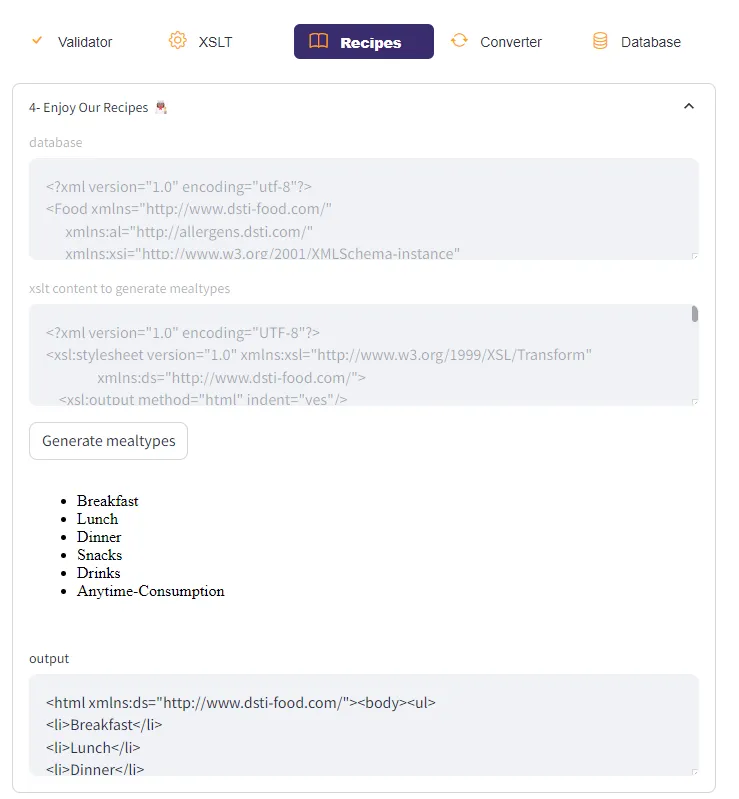 Validator
XSLT
Recipes
Converter
Database
4- Enjoy Our Recipes
database
<?xml version="1.0" encoding="utf-8"?>
<Food xmlns="http://www.dsti-food.com/"
xmlns:al="http://allergens.dsti.com/"
xmlns:xsi="http://www.w3.org/2001/XMLSchema-instance"
xslt content to generate mealtypes
<?xml version="1.0" encoding="UTF-8"?>
<xsl:stylesheet version="1.0" xmlns:xsl="http://www.w3.org/1999/XSL/Transform"
xmlns:ds="http://www.dsti-food.com/">
<xsl:output method="html" indent="yes"/>
Generate mealtypes
• Breakfast
• Lunch
• Dinner
• Snacks
• Drinks
• Anytime-Consumption
output
<html xmlns:ds="http://www.dsti-food.com/"><body><ul>
<li>Breakfast</li>
<li>Lunch</li>
<li>Dinner</li>